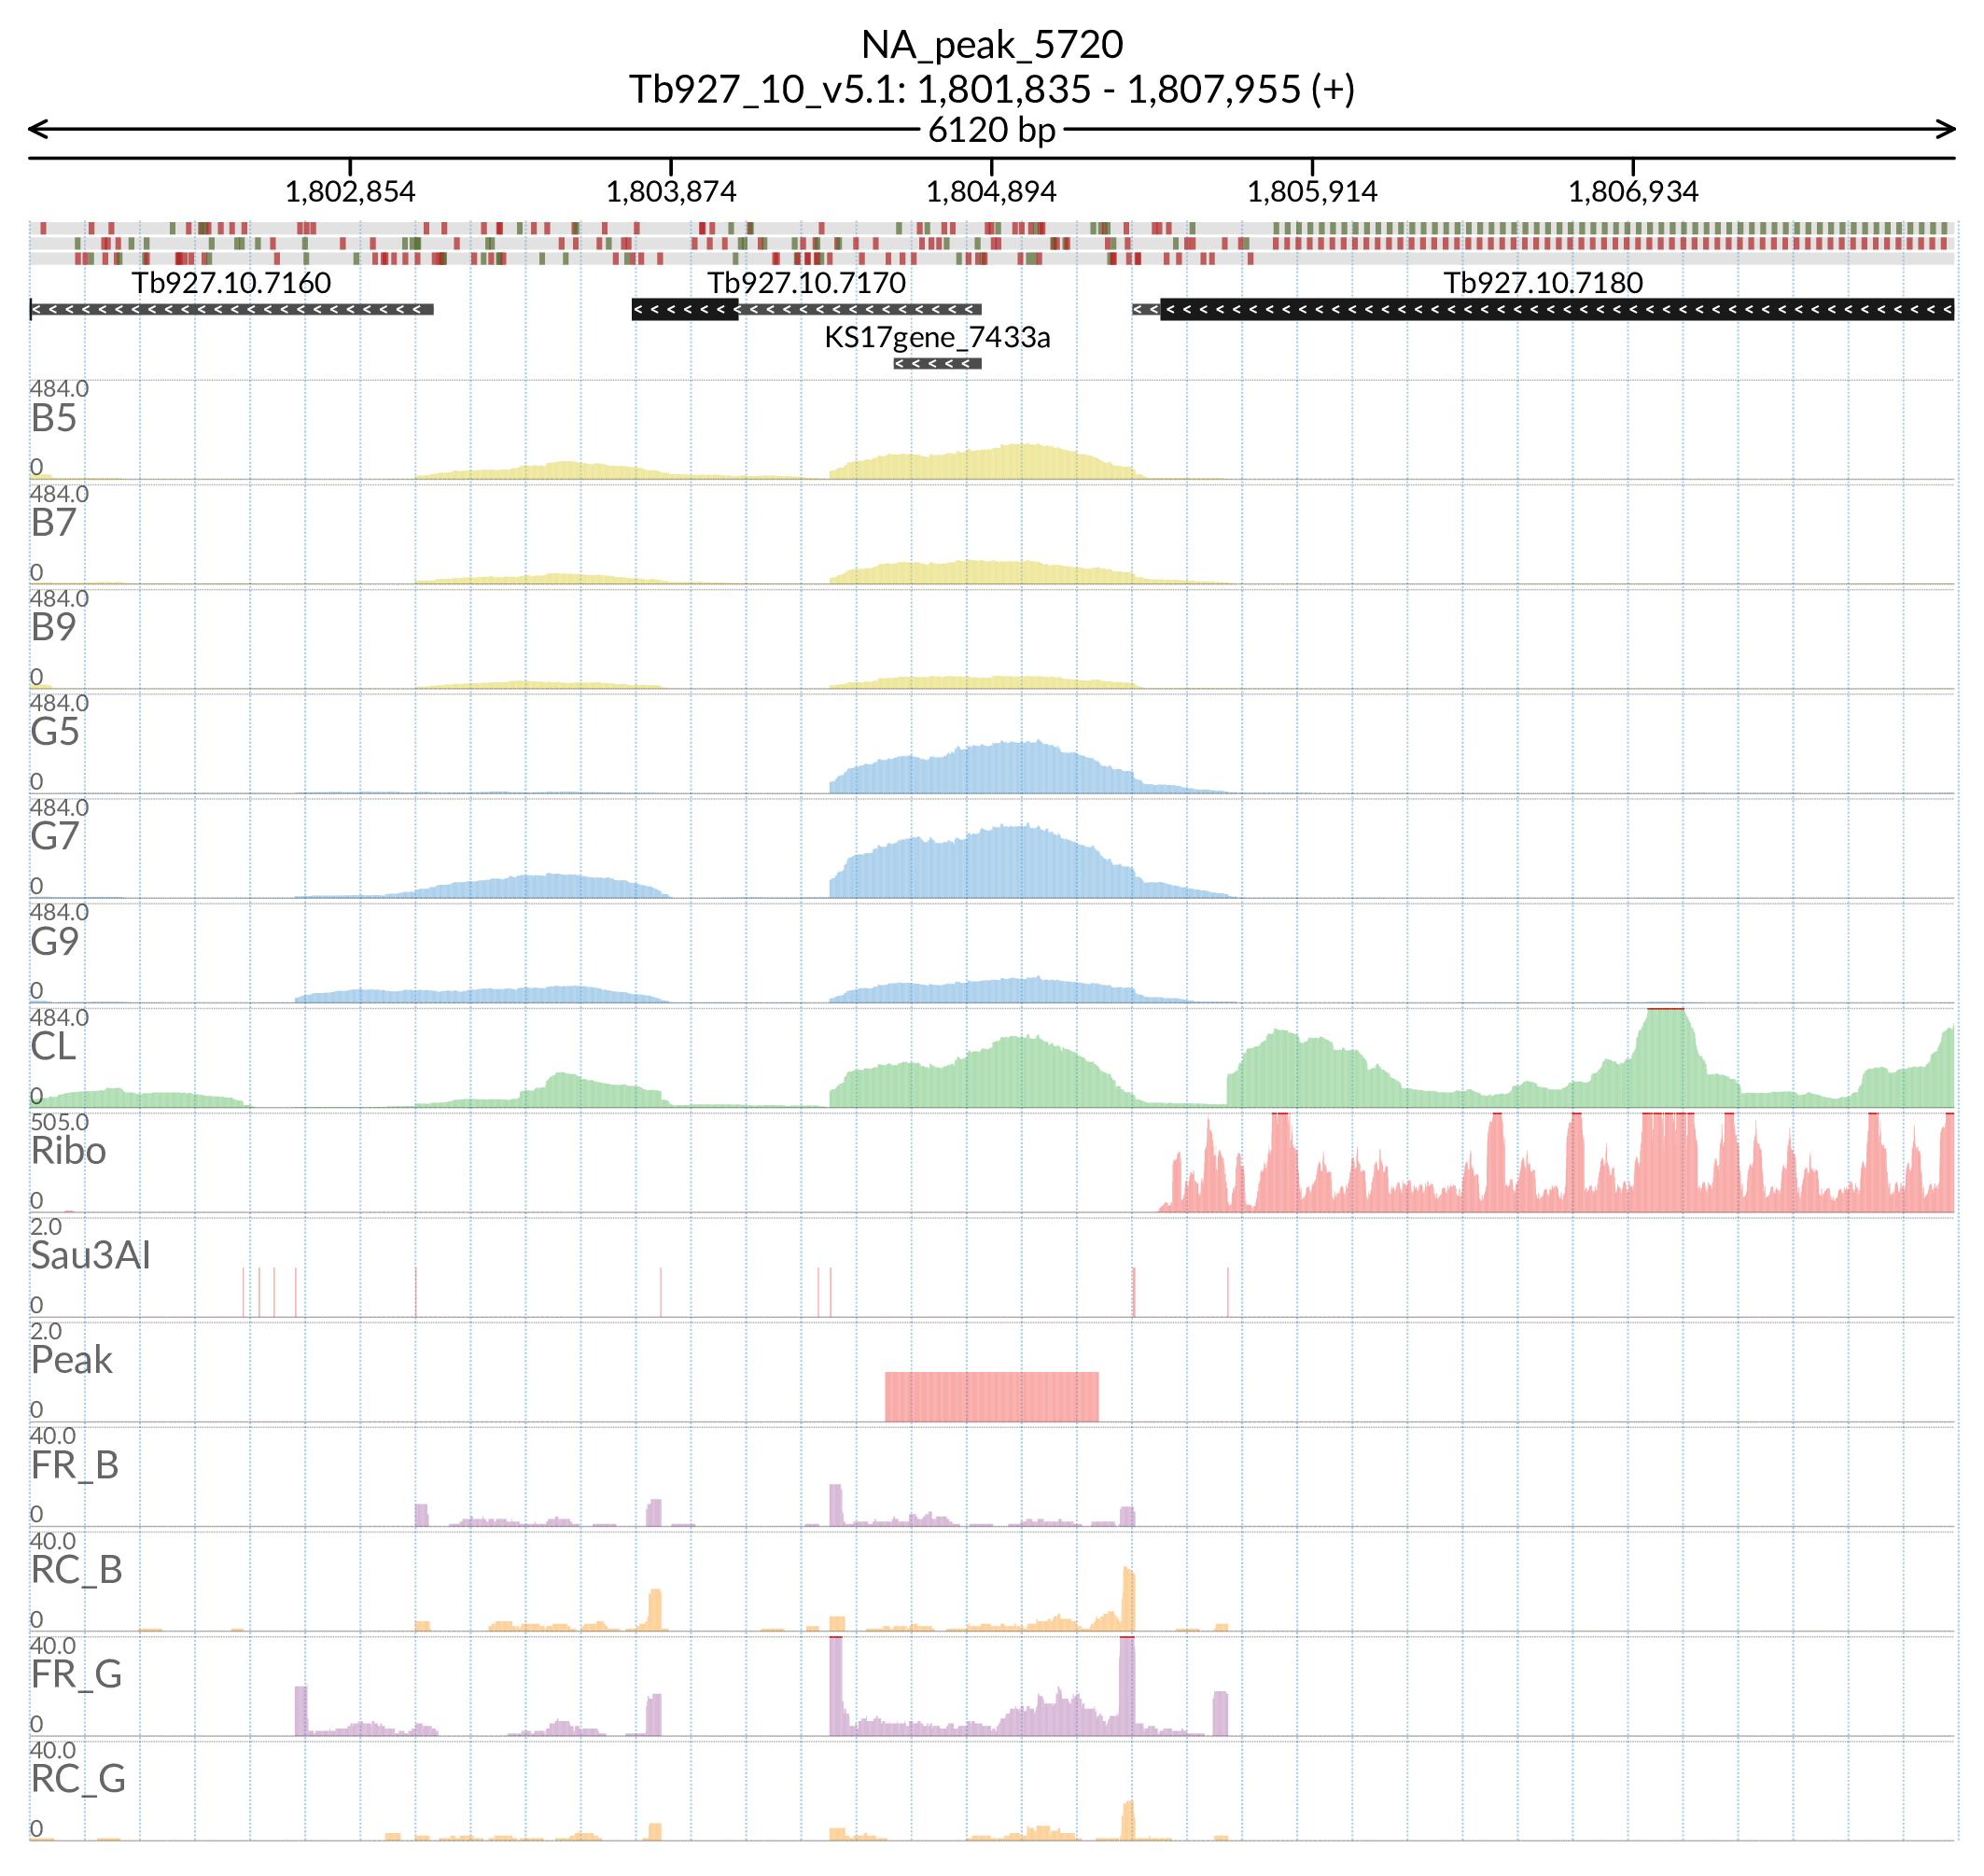 NA_peak_5720
Tb927_10_v5.1: 1,801,835 - 1,807,955 (+)
6120 bp
1,802,854 1,803,874 1,804,894 1,805,914 1,806,934
Tb927.10.7160 Tb927.10.7170 Tb927.10.7180
KS17gene_7433a
484.0
B5
0
484.0
B7
0
484.0
B9
0
484.0
G5
0
484.0
G7
0
484.0
G9
0
484.0
CL
0
505.0
Ribo
0
2.0
Sau3AI
0
2.0
Peak
0
40.0
FR_B
0
40.0
RC_B
0
40.0
FR_G
0
40.0
RC_G
0